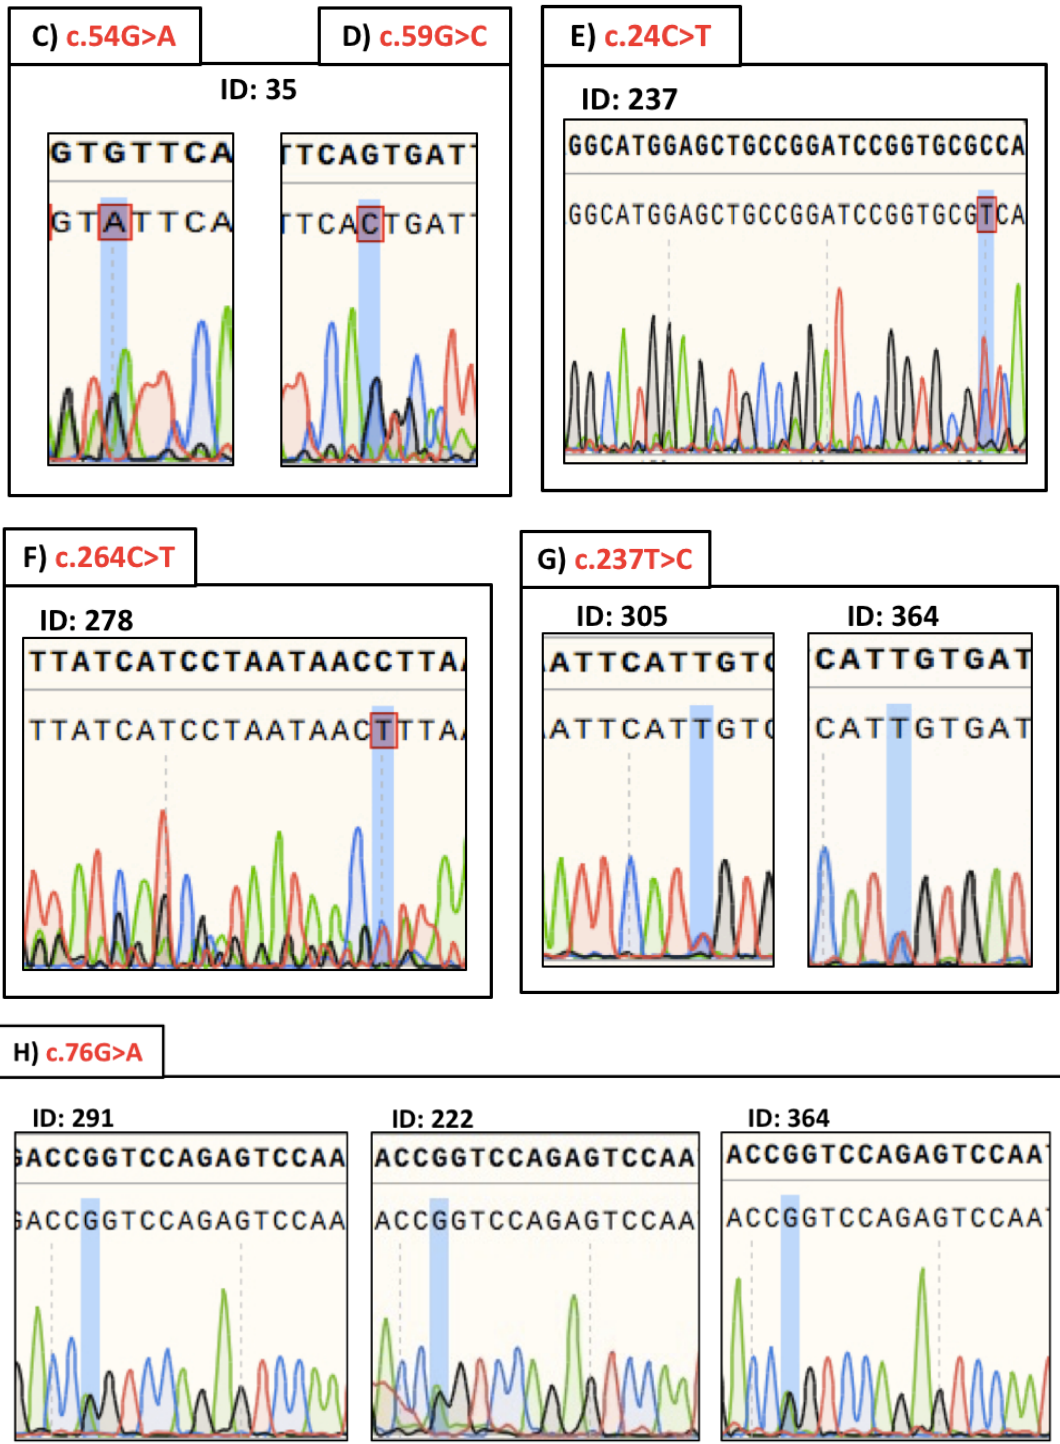 C) c.54G>A
D) c.59G>C
ID: 35
GTGTTCA
GTATTCA
TTCAGTGAT
TTCACTGAT
E) c.24C>T
ID: 237
GGCATGGAGCTGCCGGATCCGGTGCGCCA
GGCATGGAGCTGCCGGATCCGGTGCGTCA
F) c.264C>T
ID: 278
TTATCATCCTAATAACCTTA
TTATCATCCTAATAACTTTA
G) c.237T>C
ID: 305
ATTCATTGT
ATTCATTGT
ID: 364
CATTGTGAT
CATTGTGAT
H) c.76G>A
ID: 291
GACCGGTCCAGAGTCCAA
GACCGGTCCAGAGTCCAA
ID: 222
ACCGGTCCAGAGTCCAA
ACCGGTCCAGAGTCCAA
ID: 364
ACCGGTCCAGAGTCCAA
ACCGGTCCAGAGTCCAA